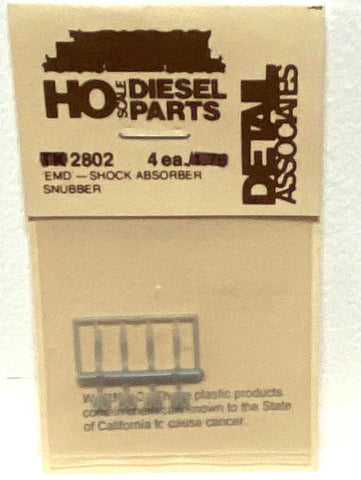 HO SCALE DIESEL PARTS
DETAIL ASSOCIATES
TK 2802 4 ea.
EMD — SHOCK ABSORBER
SNUBBER
plastic products
known to the State
of California to cause cancer.